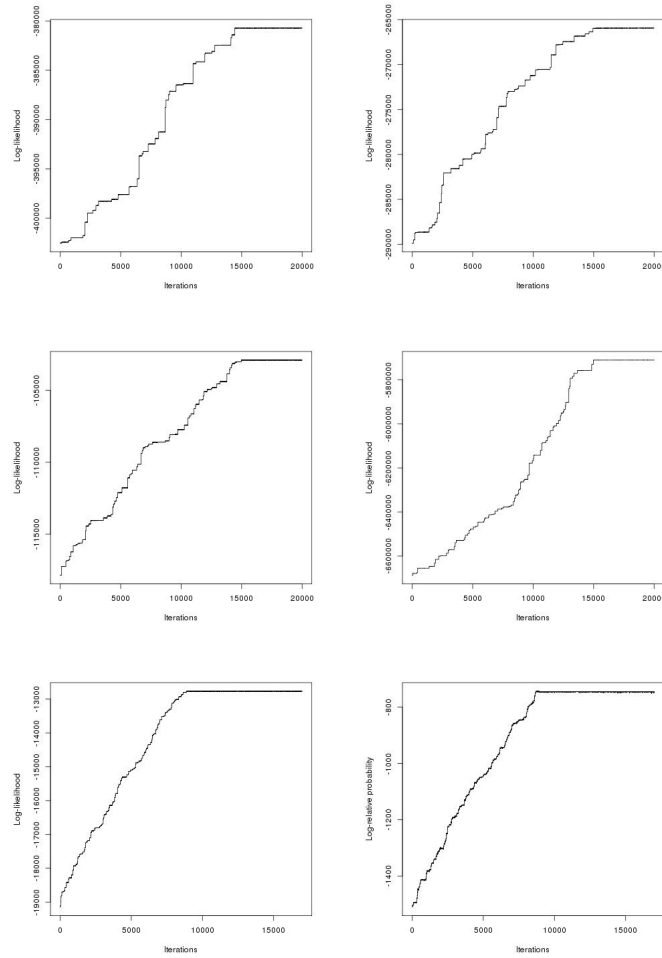 -380000
-385000
-390000
-395000
-400000
Log-likelihood
0 5000 10000 15000 20000
Iterations
-265000
-270000
-275000
-280000
-285000
-290000
Log-likelihood
0 5000 10000 15000 20000
Iterations
-105000
-110000
-115000
Log-likelihood
0 5000 10000 15000 20000
Iterations
-5800000
-6000000
-6200000
-6400000
-6600000
Log-likelihood
0 5000 10000 15000 20000
Iterations
-13000
-14000
-15000
-16000
-17000
-18000
-19000
Log-likelihood
0 5000 10000 15000
Iterations
-800
-1000
-1200
-1400
Log-relative probability
0 5000 10000 15000
Iterations